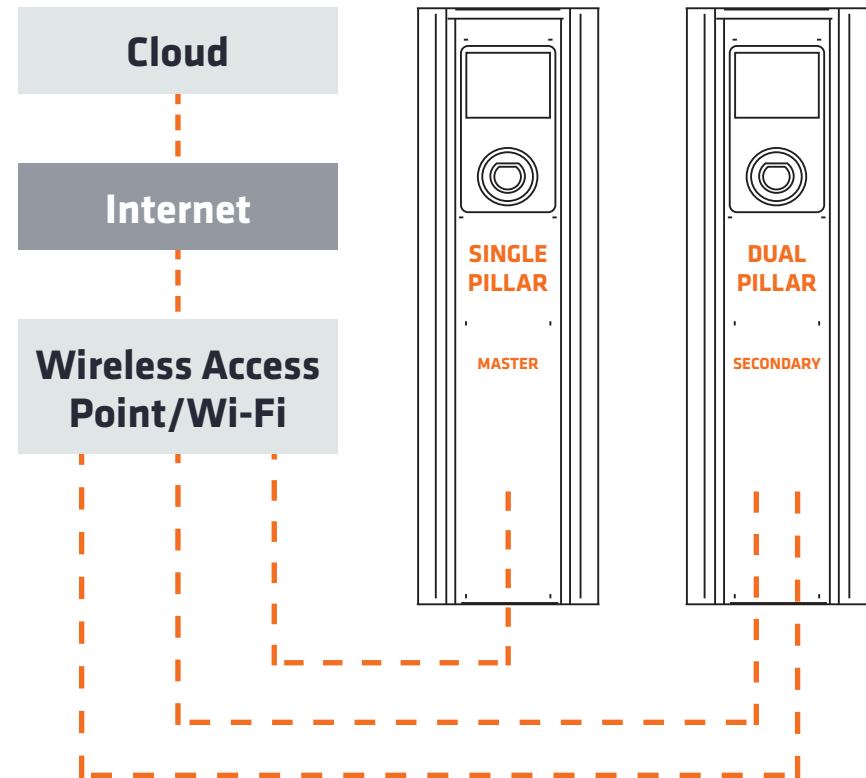 Cloud
Internet
Wireless Access
Point/Wi-Fi
SINGLE
PILLAR
MASTER
DUAL
PILLAR
SECONDARY